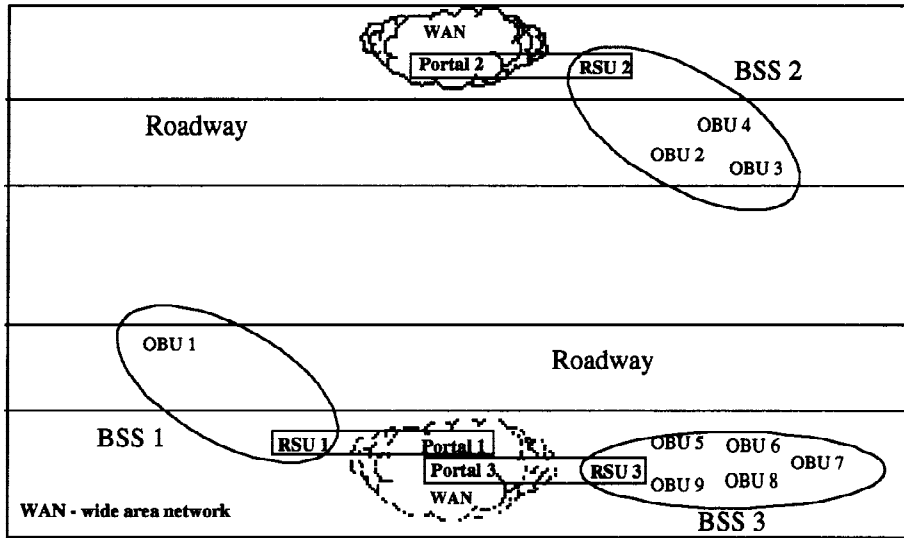 WAN
Portal 2
RSU 2
BSS 2
Roadway
OBU 4
OBU 2
OBU 3
OBU 1
Roadway
BSS 1
RSU 1
Portal 1
Portal 3
RSU 3
WAN
OBU 5
OBU 6
OBU 7
OBU 9
OBU 8
BSS 3
WAN - wide area network